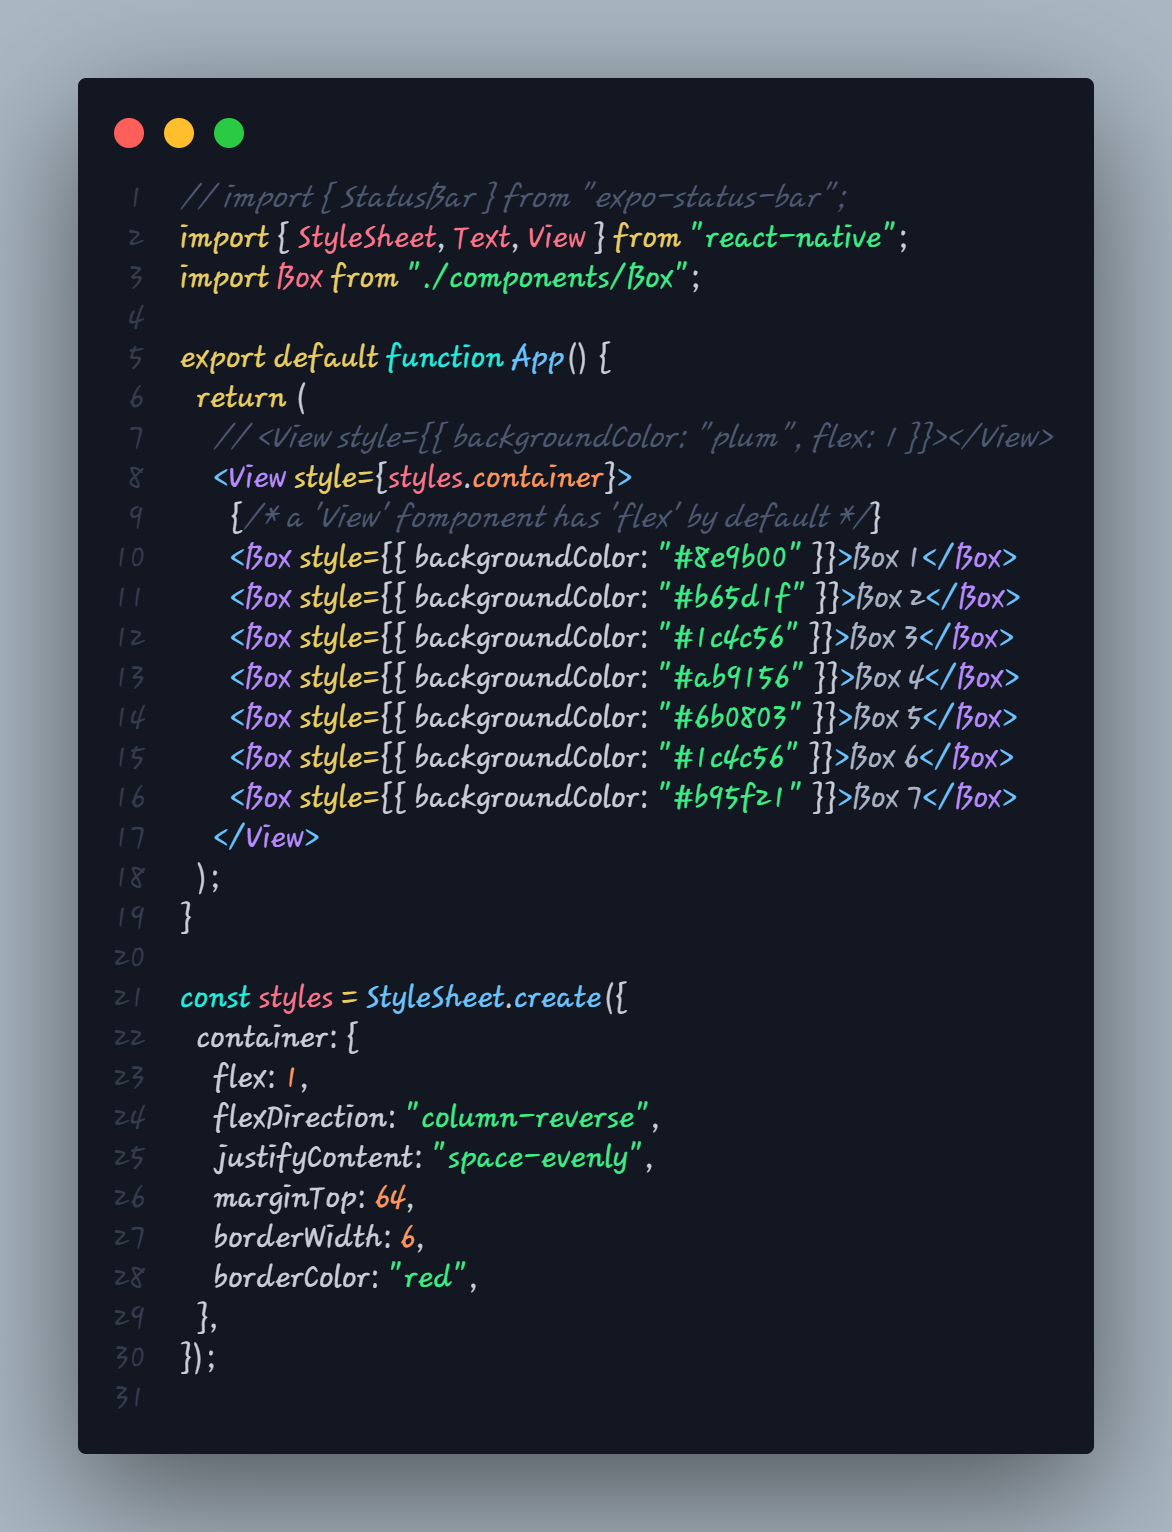 1 // import { StatusBar } from "expo-status-bar";
2 import { StyleSheet, Text, View } from "react-native";
3 import Box from "./components/Box";
4
5 export default function App() {
6 return (
7 // <View style={{ backgroundColor: "plum", flex: 1 }}></View>
8 <View style={styles.container}>
9 {/* a 'View' fomponent has 'flex' by default */}
10 <Box style={{ backgroundColor: "#8e9b00" }}>Box 1</Box>
11 <Box style={{ backgroundColor: "#b65d1f" }}>Box 2</Box>
12 <Box style={{ backgroundColor: "#1c4c56" }}>Box 3</Box>
13 <Box style={{ backgroundColor: "#ab9156" }}>Box 4</Box>
14 <Box style={{ backgroundColor: "#6b0803" }}>Box 5</Box>
15 <Box style={{ backgroundColor: "#1c4c56" }}>Box 6</Box>
16 <Box style={{ backgroundColor: "#b95f21" }}>Box 7</Box>
17 </View>
18 );
19 }
20
21 const styles = StyleSheet.create({
22 container: {
23 flex: 1,
24 flexDirection: "column-reverse",
25 justifyContent: "space-evenly",
26 marginTop: 64,
27 borderWidth: 6,
28 borderColor: "red",
29 },
30 });
31